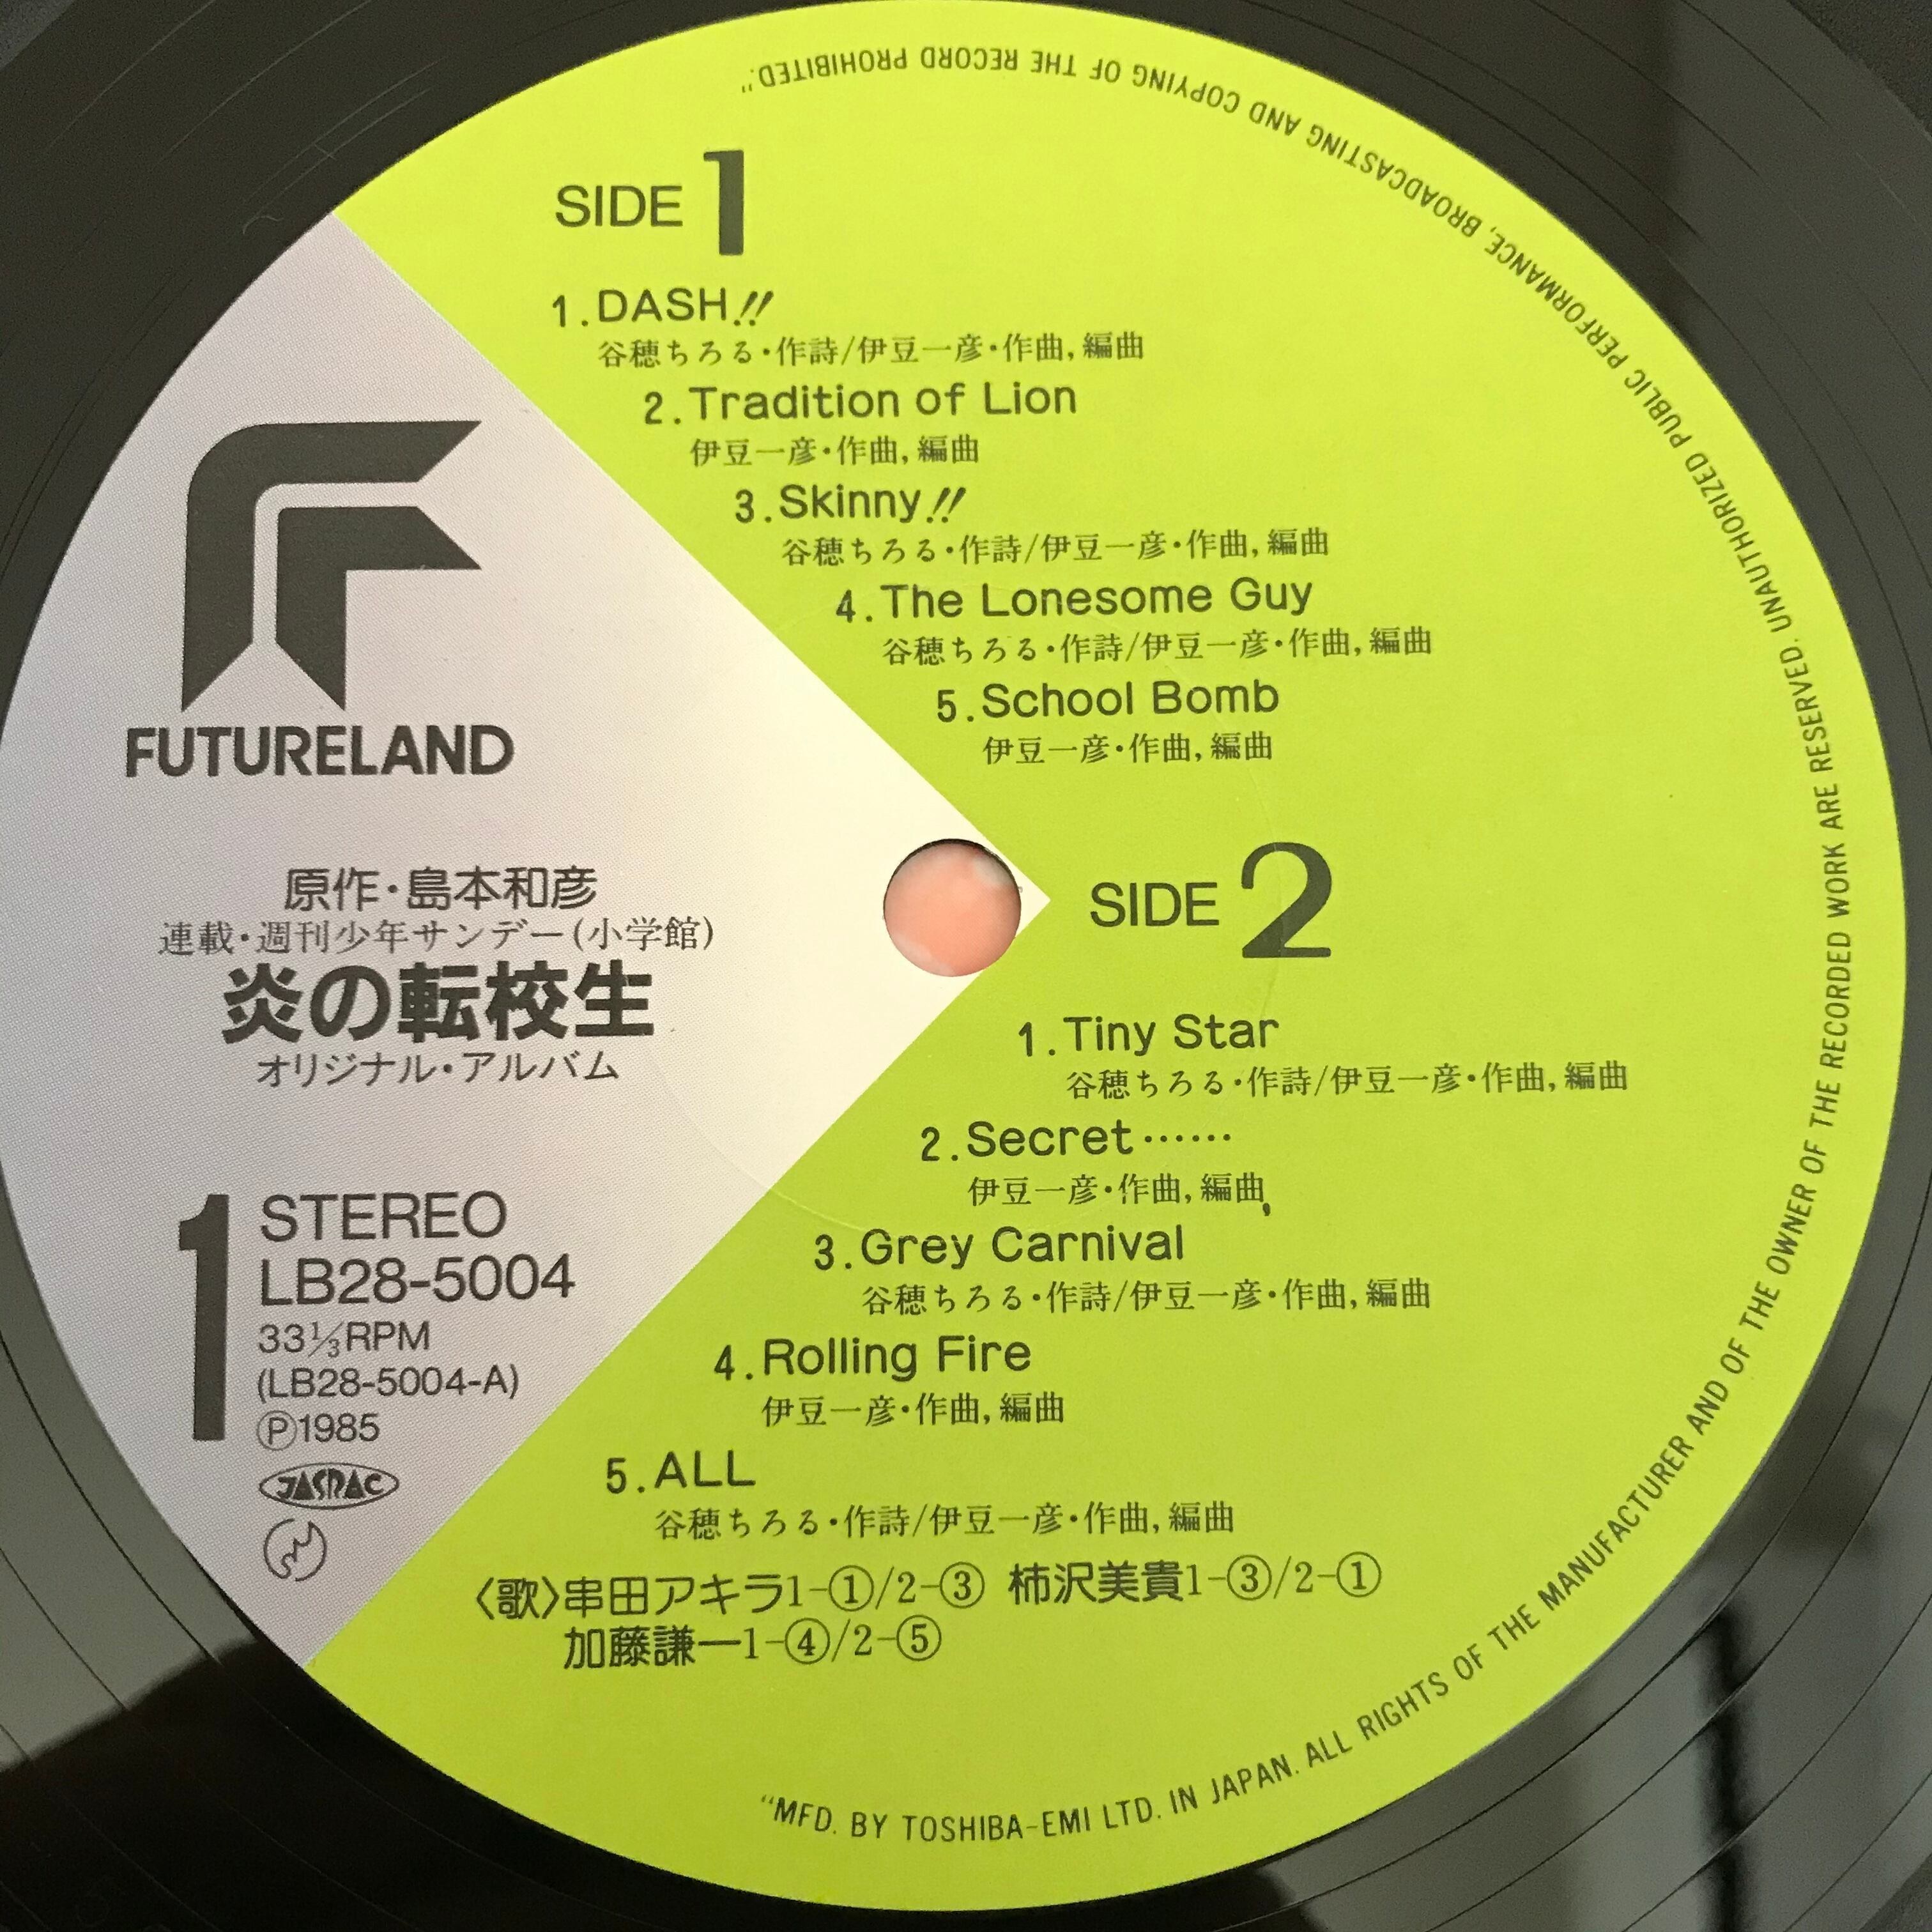 FUTURELAND
原作・島本和彦
連載・週刊少年サンデー(小学館)
炎の転校生
オリジナル・アルバム
1
STEREO
LB28-5004
33⅓RPM
(LB28-5004-A)
Ⓟ1985
JASRAC
SIDE 1
1.DASH!!
谷穂ちろる・作詩/伊豆一彦・作曲,編曲
2.Tradition of Lion
伊豆一彦・作曲,編曲
3.Skinny!!
谷穂ちろる・作詩/伊豆一彦・作曲,編曲
4.The Lonesome Guy
谷穂ちろる・作詩/伊豆一彦・作曲,編曲
5.School Bomb
伊豆一彦・作曲,編曲
SIDE 2
1.Tiny Star
谷穂ちろる・作詩/伊豆一彦・作曲,編曲
2.Secret……
伊豆一彦・作曲,編曲,
3.Grey Carnival
谷穂ちろる・作詩/伊豆一彦・作曲,編曲
4.Rolling Fire
伊豆一彦・作曲,編曲
5.ALL
谷穂ちろる・作詩/伊豆一彦・作曲,編曲
〈歌〉串田アキラ1-①/2-③ 柿沢美貴1-③/2-①
加藤謙一1-④/2-⑤
"MFD. BY TOSHIBA-EMI LTD. IN JAPAN. ALL RIGHTS OF THE MANUFACTURER AND OF THE OWNER OF THE RECORDED WORK ARE RESERVED. UNAUTHORIZED PUBLIC PERFORMANCE, BROADCASTING AND COPYING OF THE RECORD PROHIBITED."